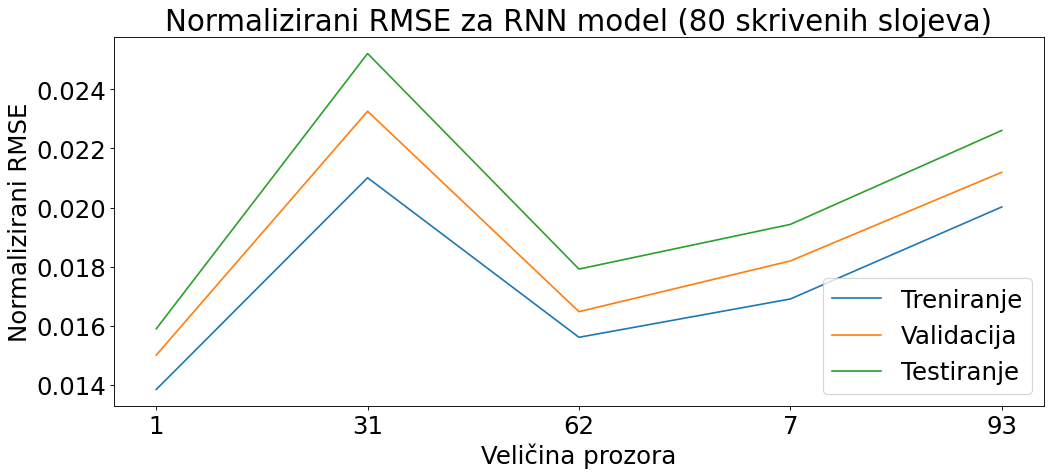 Normalizirani RMSE za RNN model (80 skrivenih slojeva)
Normalizirani RMSE
0.024
0.022
0.020
0.018
0.016
0.014
Treniranje
Validacija
Testiranje
1 31 62 7 93
Veličina prozora